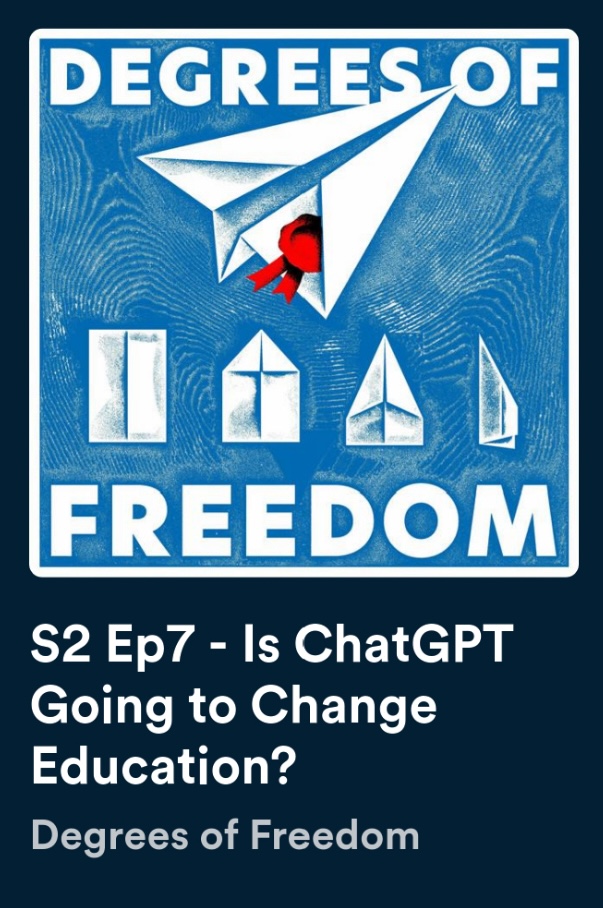 DEGREES OF
FREEDOM
S2 Ep7 - Is ChatGPT
Going to Change
Education?
Degrees of Freedom